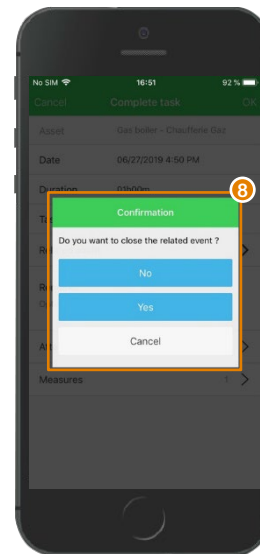 No SIM 16:51 92 %
Cancel Complete task OK
Asset Gas boiler - Chaufferie Gaz
Date 06/27/2019 4:50 PM
Duration 01h00m
8
Confirmation
Do you want to close the related event ?
No
Yes
Cancel
Measures 1